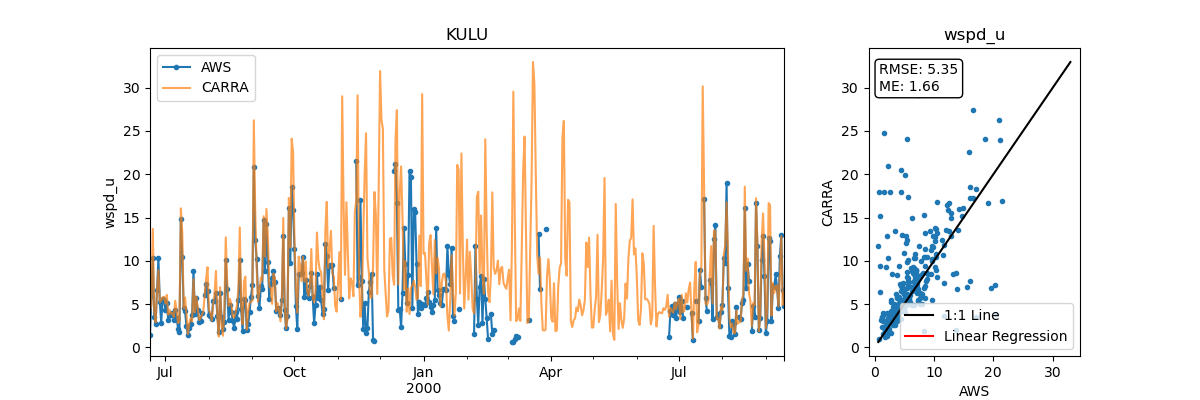 KULU
AWS
CARRA
wspd_u
0
5
10
15
20
25
30
Jul
Oct
Jan
2000
Apr
Jul
wspd_u
RMSE: 5.35
ME: 1.66
CARRA
0
5
10
15
20
25
30
1:1 Line
Linear Regression
0
10
20
30
AWS